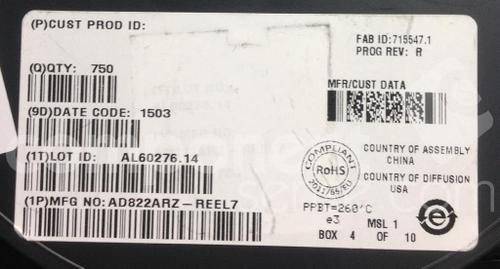 (P)CUST PROD ID:
FAB ID:715547.1
PROG REV: R
(Q)QTY: 750
MFR/CUST DATA
(9D)DATE CODE: 1503
(1T)LOT ID: AL60276.14
COMPLIANT
RoHS
2011/65/EU
COUNTRY OF ASSEMBLY
CHINA
COUNTRY OF DIFFUSION
USA
(1P)MFG NO: AD822ARZ-REEL7
PPBT=260°C
e3
MSL 1
BOX 4 OF 10
e